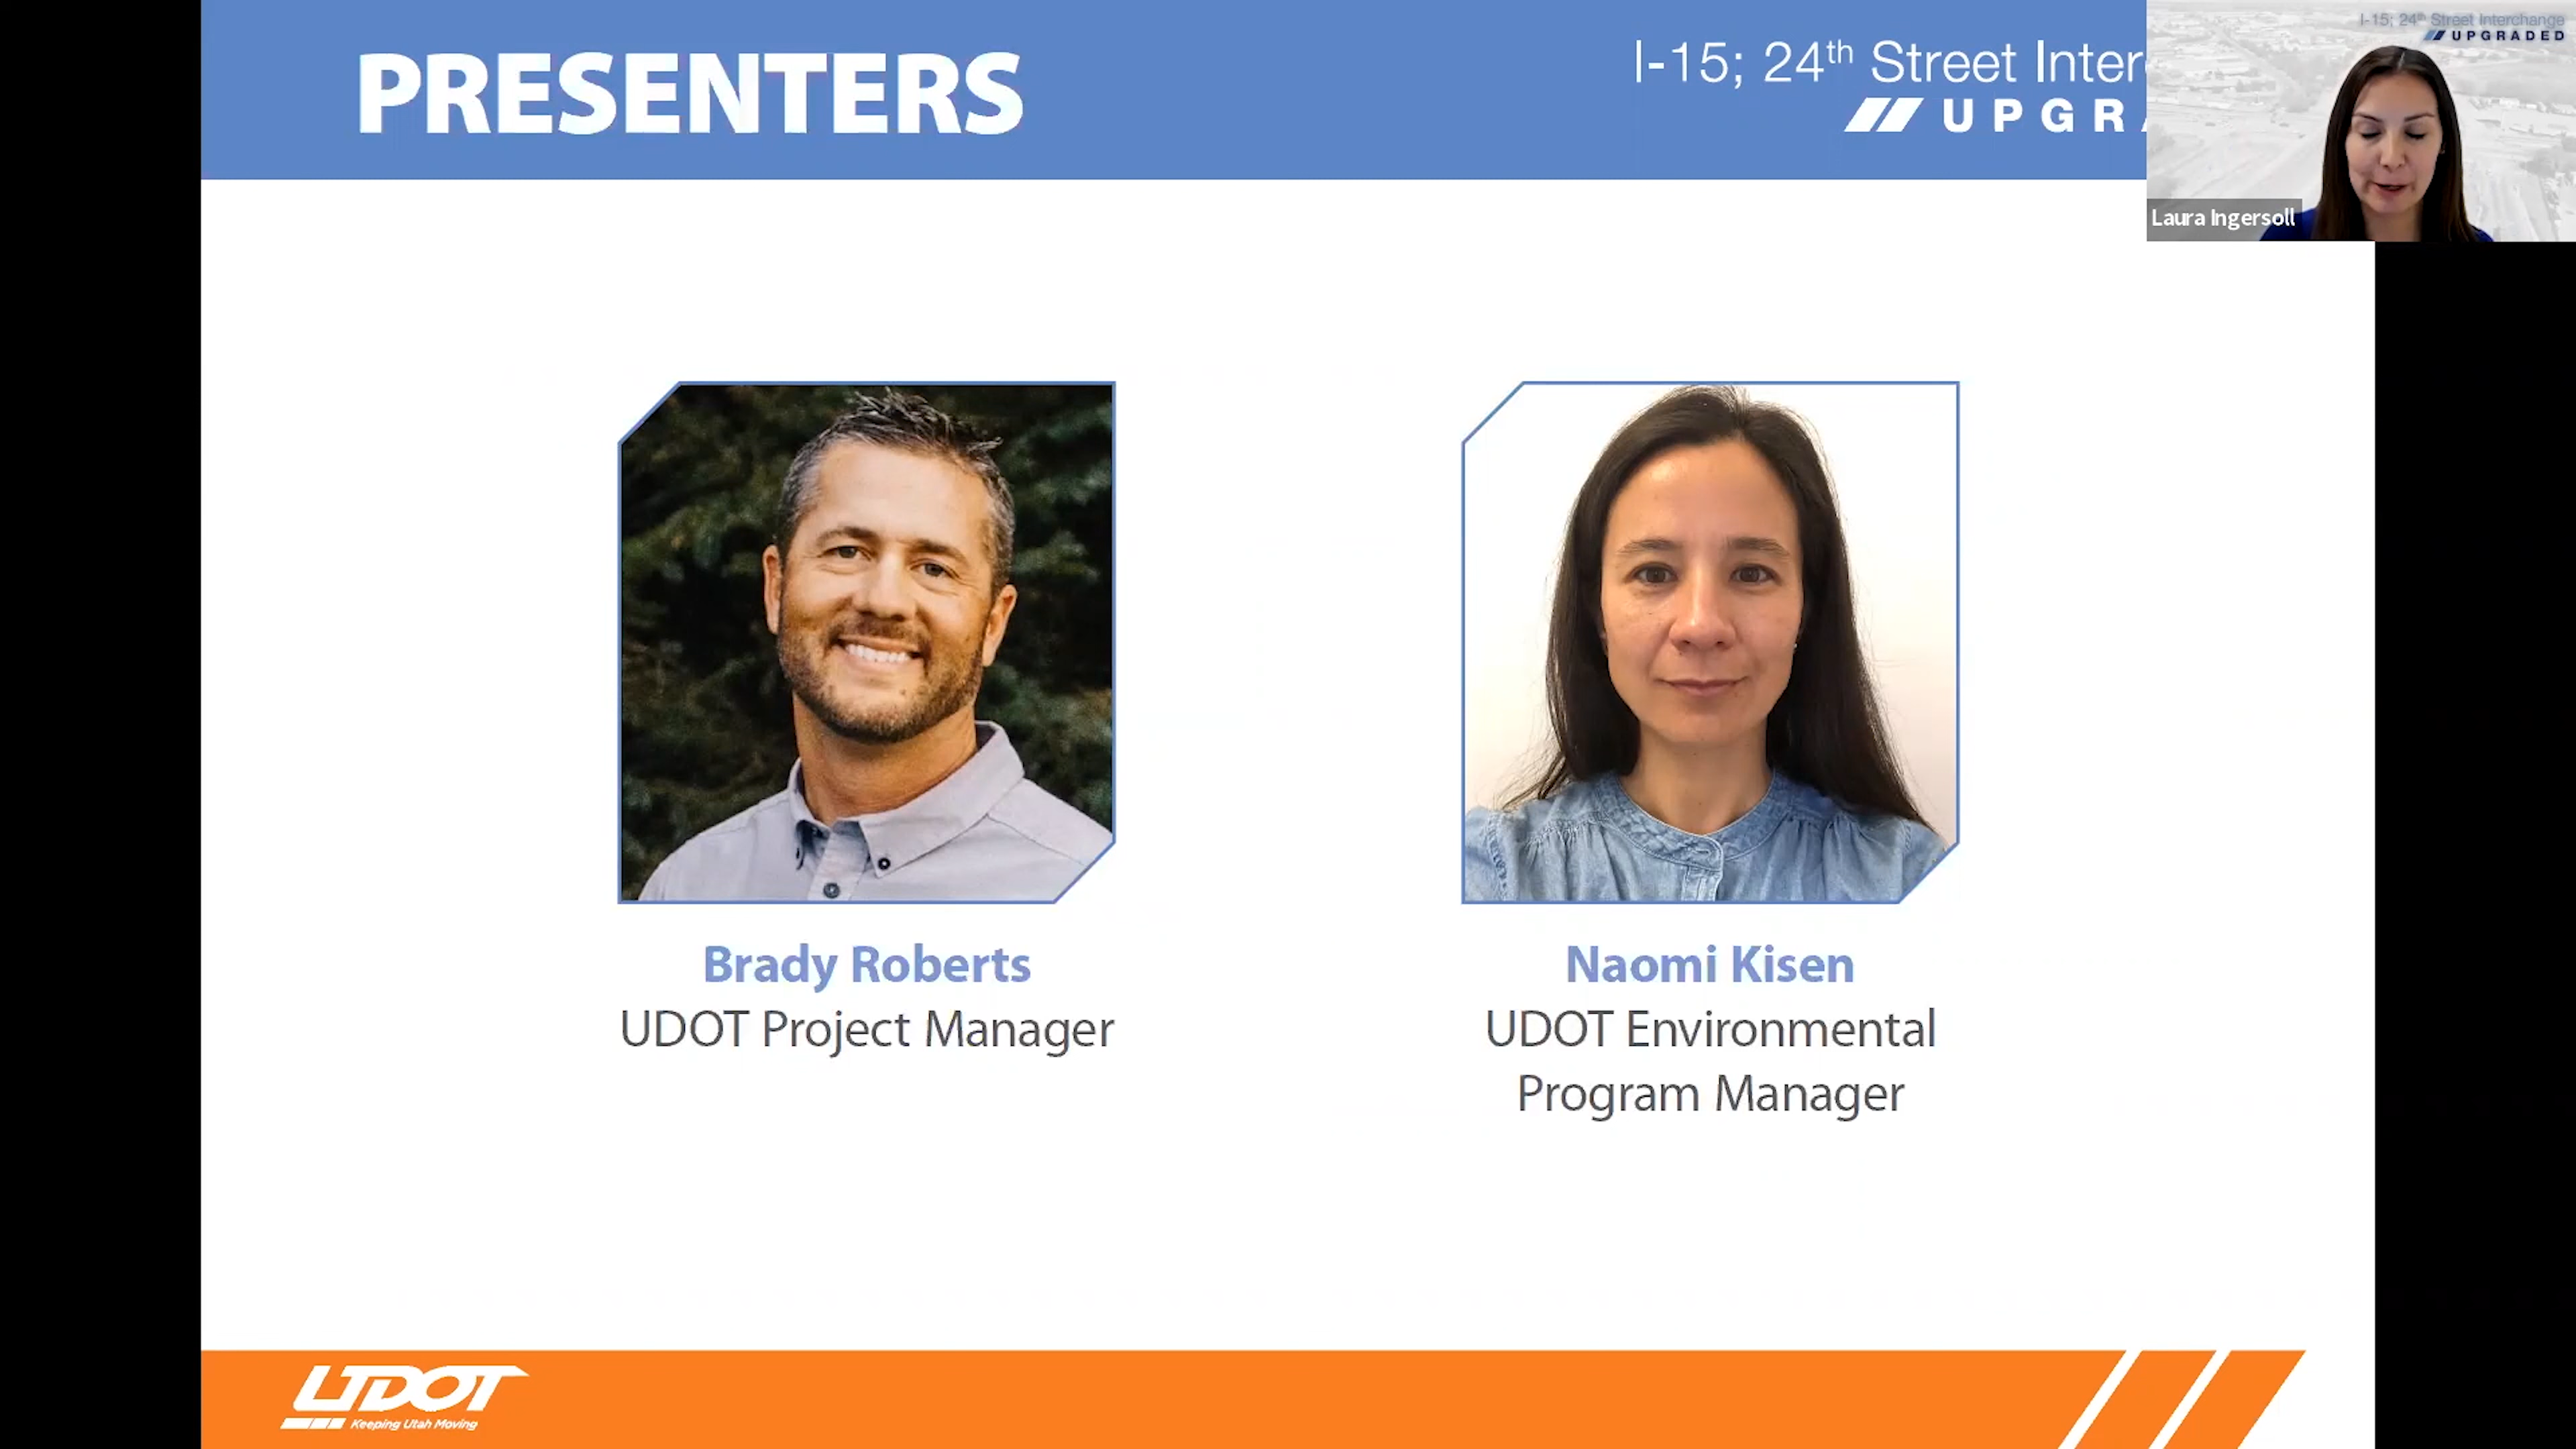 PRESENTERS
I-15; 24th Street Inter
UPGRA
I-15; 24th Street Interchange
UPGRADED
Laura Ingersoll
Brady Roberts
UDOT Project Manager
Naomi Kisen
UDOT Environmental
Program Manager
UDOT
Keeping Utah Moving